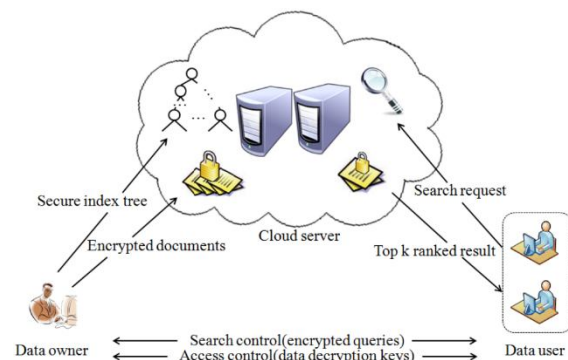 Search request
Secure index tree
Encrypted documents
Cloud server
Top k ranked result
Data owner
Search control(encrypted queries)
Access control(data decryption keys)
Data user